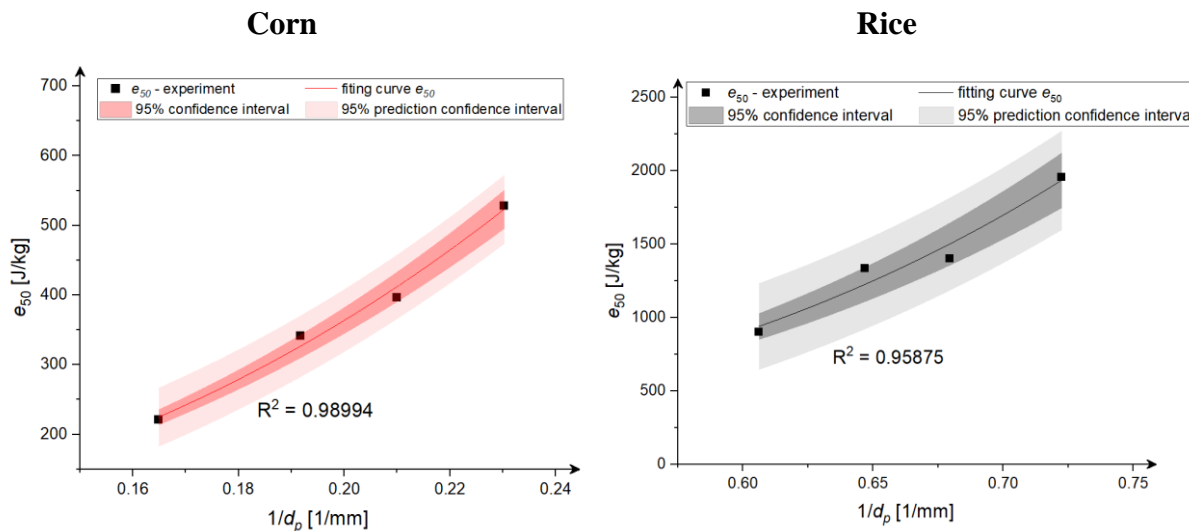 Corn
700
600
500
400
300
200
e50 [J/kg]
e50 - experiment
fiting curve e50
95% confidence interval
95% prediction confidence interval
R2 = 0.98994
0.16
0.18
0.20
0.22
0.24
1/dp [1/mm]
Rice
2500
2000
1500
1000
500
0
e50 [J/kg]
e50 - experiment
fitting curve e50
95% confidence interval
95% prediction confidence interval
R2 = 0.95875
0.60
0.65
0.70
0.75
1/dp [1/mm]